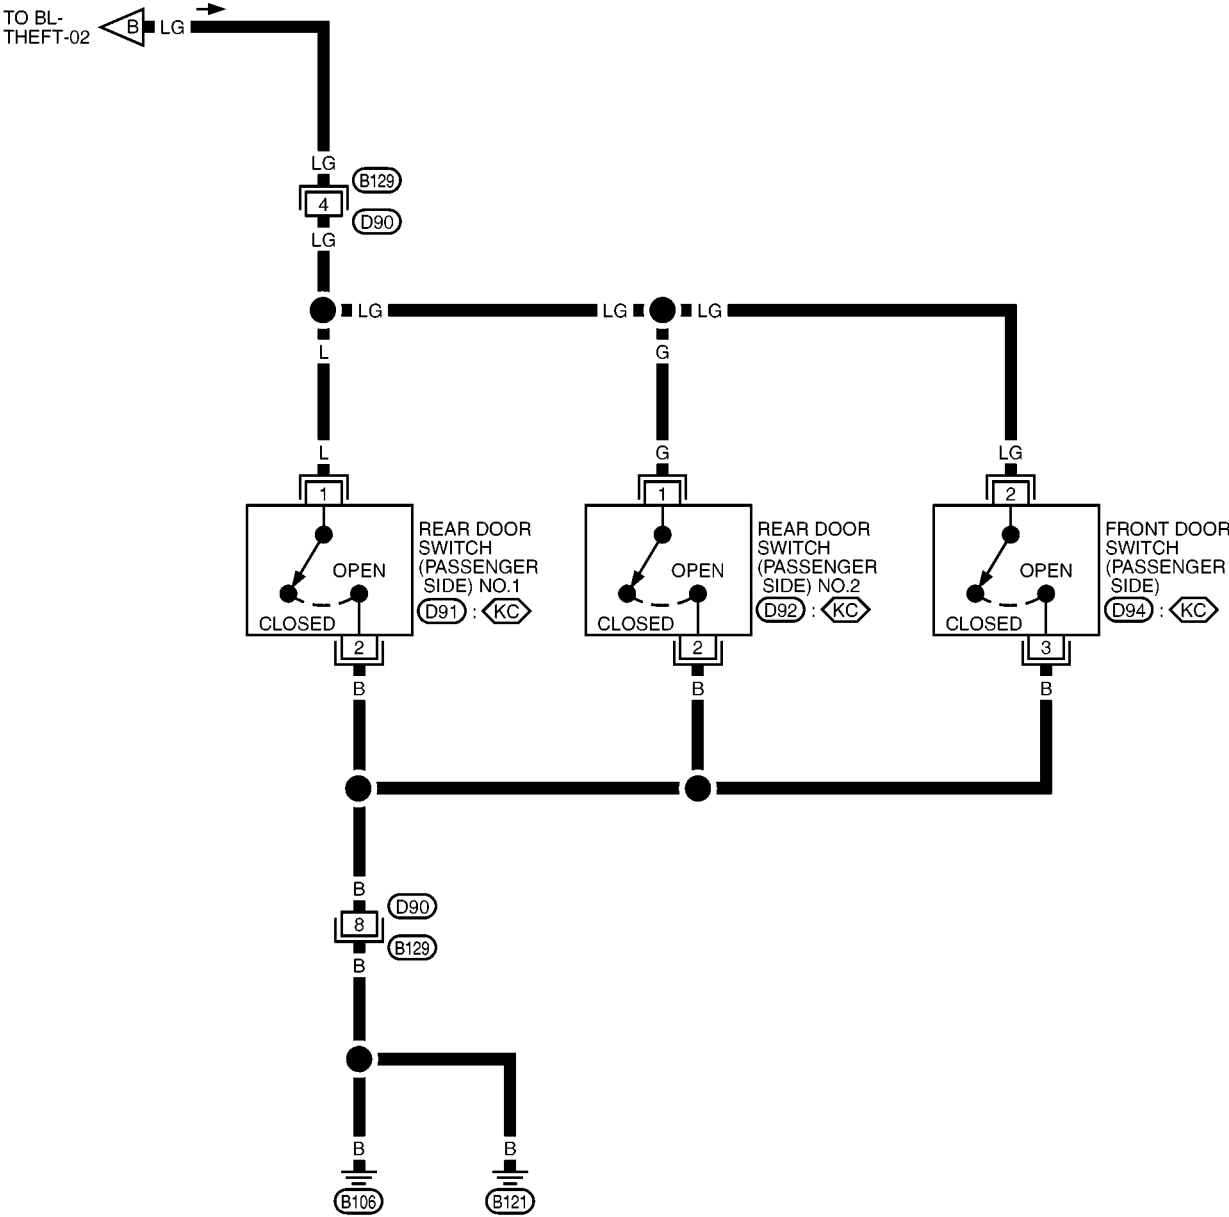 TO BL-
THEFT-02
B
LG
LG
B129
4
D90
LG
LG
LG
LG
L
G
L
G
LG
1
1
2
REAR DOOR
SWITCH
(PASSENGER
SIDE) NO.1
D91 : KC
OPEN
CLOSED
REAR DOOR
SWITCH
(PASSENGER
SIDE) NO.2
D92 : KC
OPEN
CLOSED
FRONT DOOR
SWITCH
(PASSENGER
SIDE)
D94 : KC
OPEN
CLOSED
2
2
3
B
B
B
B
D90
8
B129
B
B
B
B106
B121